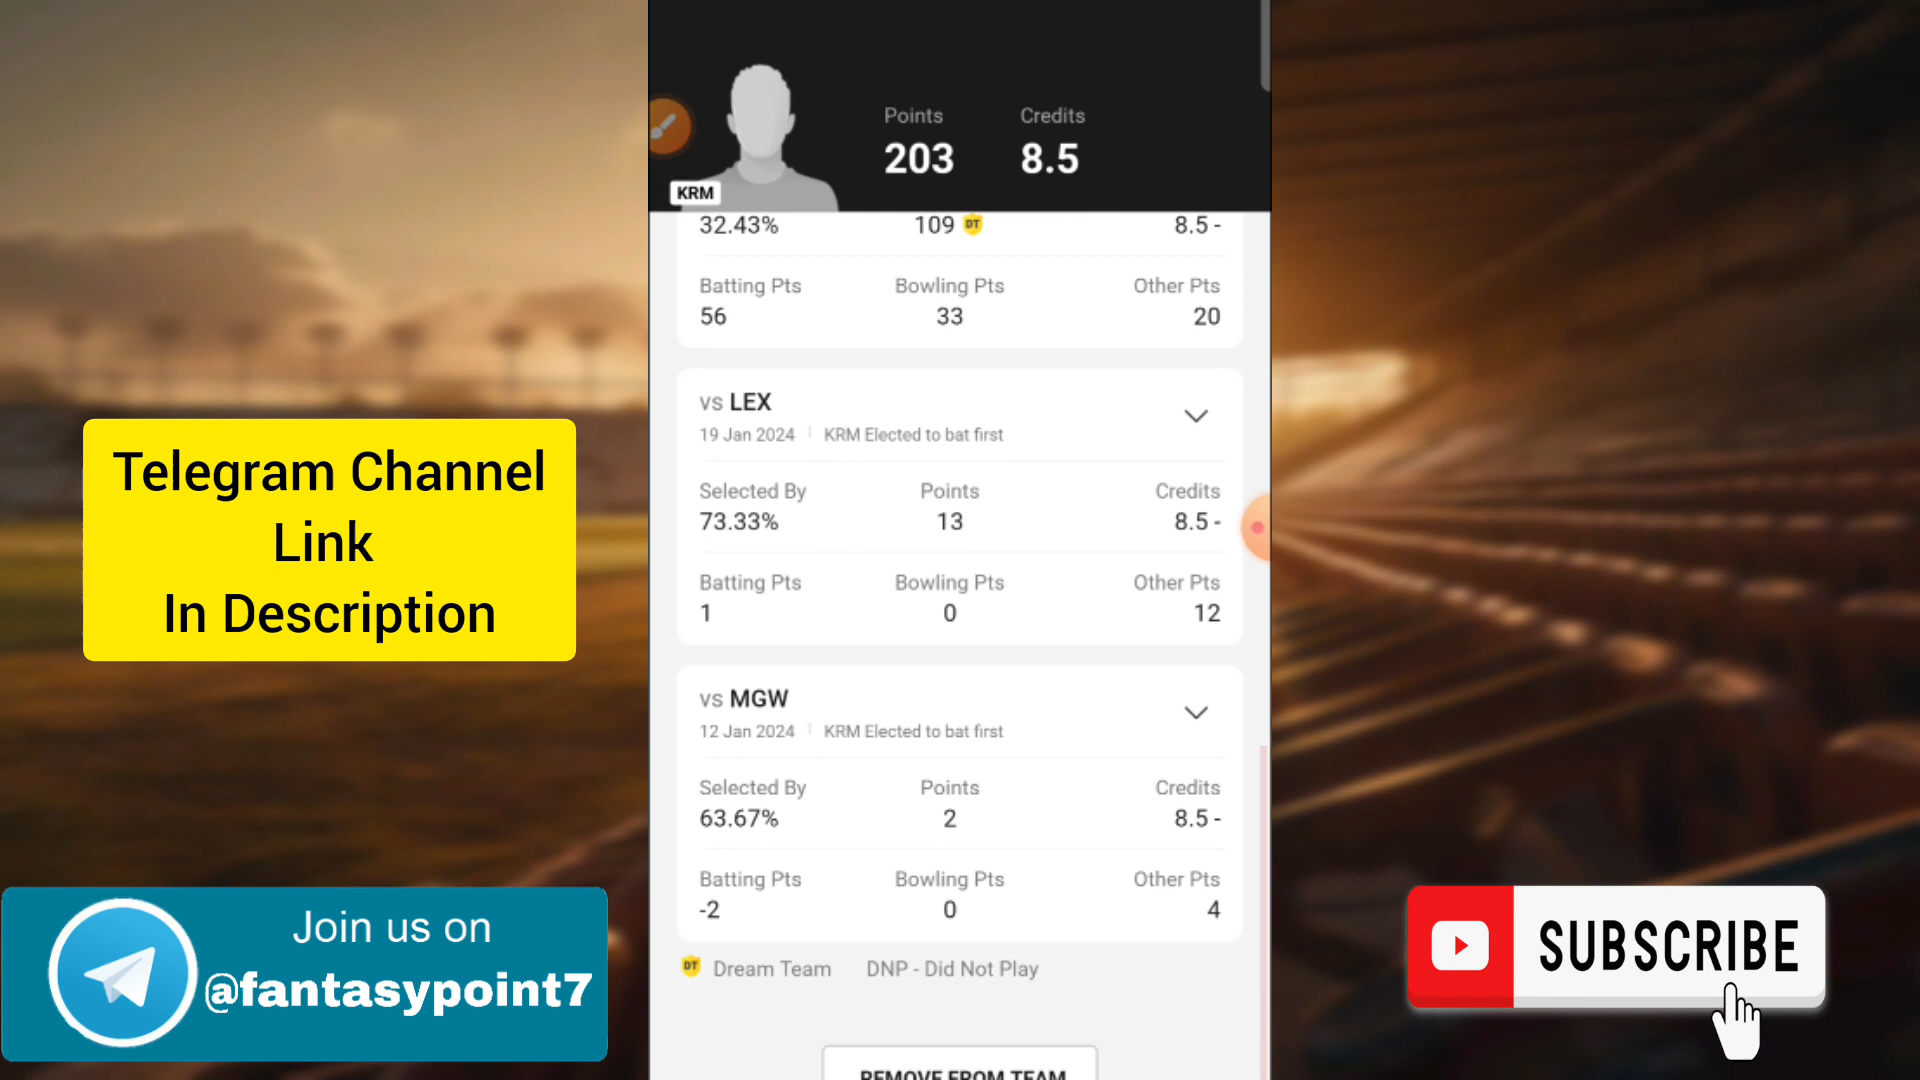 Points
Credits
203
8.5
KRM
32.43%
109 DT
8.5 -
Batting Pts
Bowling Pts
Other Pts
56
33
20
vs LEX
19 Jan 2024
KRM Elected to bat first
Selected By
Points
Credits
73.33%
13
8.5 -
Batting Pts
Bowling Pts
Other Pts
1
0
12
vs MGW
12 Jan 2024
KRM Elected to bat first
Selected By
Points
Credits
63.67%
2
8.5 -
Batting Pts
Bowling Pts
Other Pts
-2
0
4
DT Dream Team
DNP - Did Not Play
REMOVE FROM TEAM
Telegram Channel
Link
In Description
Join us on
@fantasypoint7
SUBSCRIBE